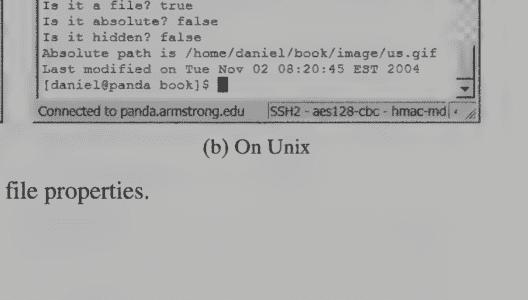 Is it a file? true
Is it absolute? false
Is it hidden? false
Absolute path is /home/daniel/book/image/us.gif
Last modified on Tue Nov 02 08:20:45 EST 2004
[daniel@panda book]$
Connected to panda.armstrong.edu SSH2 - aes128-cbc - hmac-md
(b) On Unix
file properties.